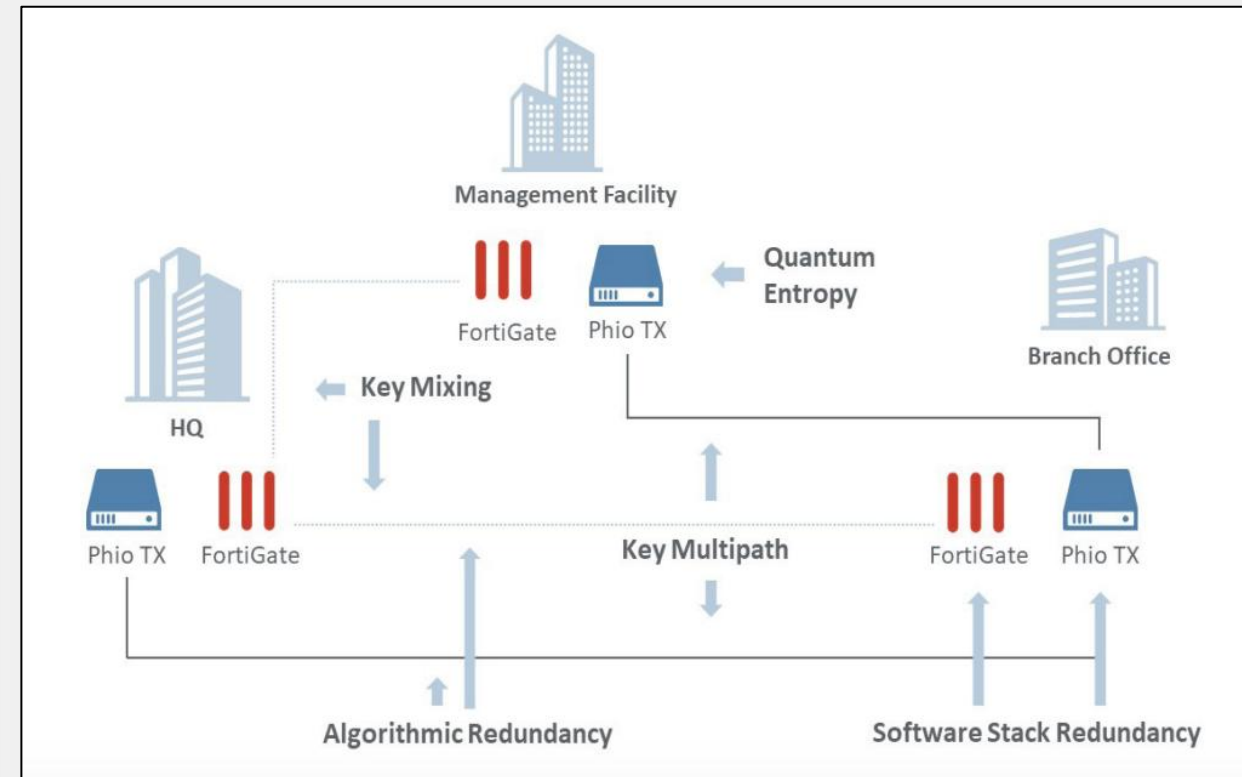 Management Facility
Quantum
Entropy
FortiGate
Phio TX
Branch Office
Key Mixing
HQ
Phio TX
FortiGate
Key Multipath
FortiGate
Phio TX
Algorithmic Redundancy
Software Stack Redundancy